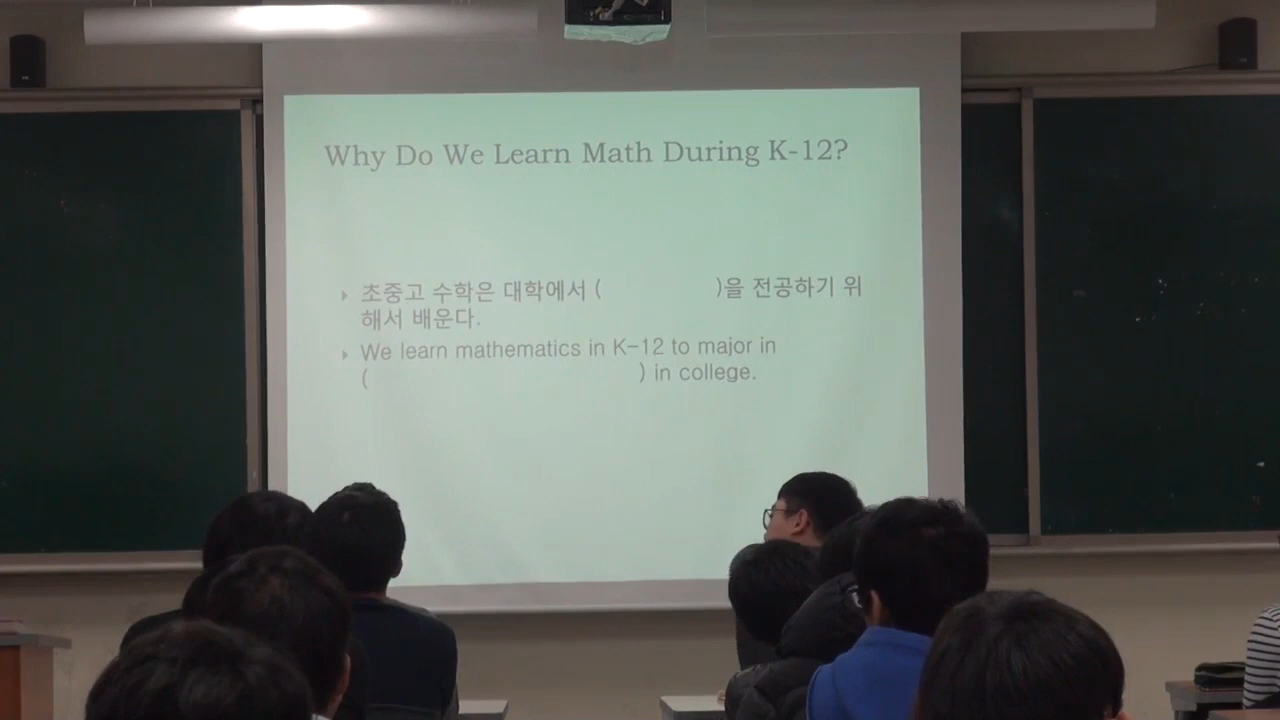 Why Do We Learn Math During K-12?
초중고 수학은 대학에서 ( )을 전공하기 위
해서 배운다.
We learn mathematics in K-12 to major in
( ) in college.